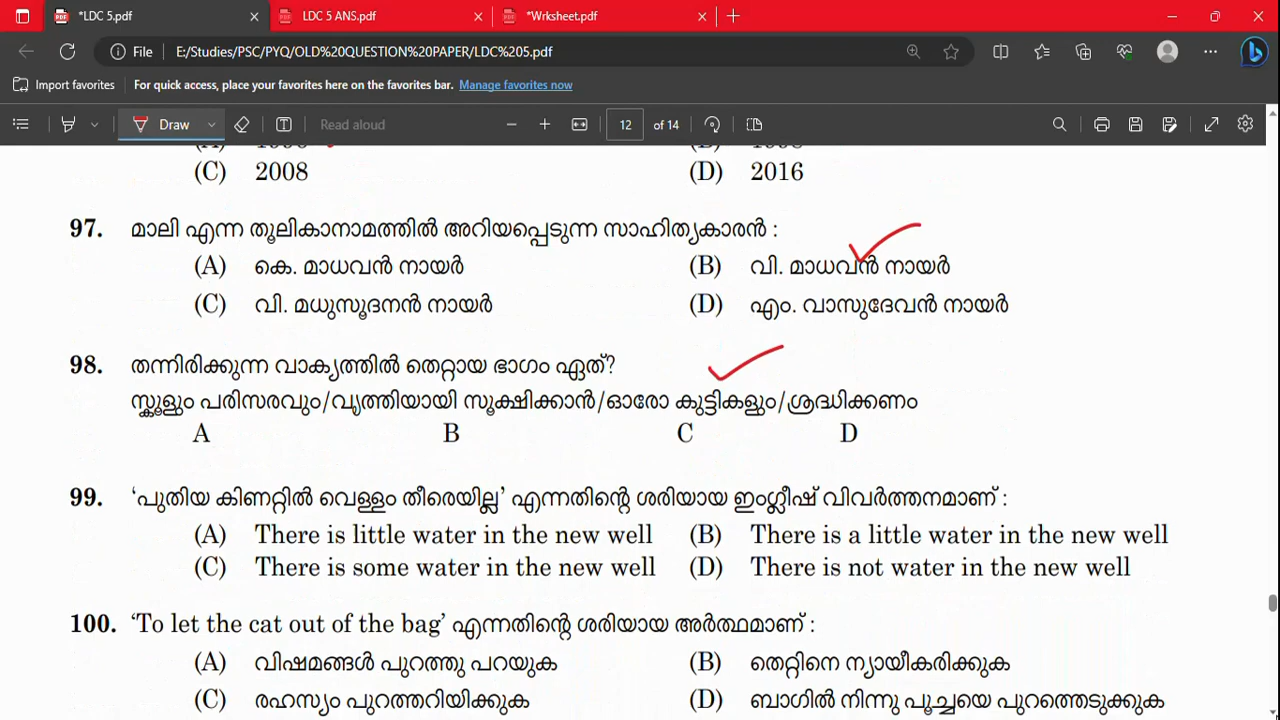 *LDC 5.pdf
LDC 5 ANS.pdf
*Wrksheet.pdf
File E:/Studies/PSC/PYQ/OLD%20QUESTION%20PAPER/LDC%205.pdf
Import favorites For quick access, place your favorites here on the favorites bar. Manage favorites now
Draw Read aloud 12 of 14
(C) 2008 (D) 2016
97. മാലി എന്ന തൂലികാനാമത്തിൽ അറിയപ്പെടുന്ന സാഹിത്യകാരൻ :
(A) കെ. മാധവൻ നായർ (B) വി. മാധവൻ നായർ
(C) വി. മധുസൂദനൻ നായർ (D) എം. വാസുദേവൻ നായർ
98. തന്നിരിക്കുന്ന വാക്യത്തിൽ തെറ്റായ ഭാഗം ഏത്?
സ്കൂളും പരിസരവും/വൃത്തിയായി സൂക്ഷിക്കാൻ/ഓരോ കുട്ടികളും/ശ്രദ്ധിക്കണം
A B C D
99. 'പുതിയ കിണറ്റിൽ വെള്ളം തീരെയില്ല' എന്നതിന്റെ ശരിയായ ഇംഗ്ലീഷ് വിവർത്തനമാണ് :
(A) There is little water in the new well (B) There is a little water in the new well
(C) There is some water in the new well (D) There is not water in the new well
100. 'To let the cat out of the bag' എന്നതിന്റെ ശരിയായ അർത്ഥമാണ് :
(A) വിഷമങ്ങൾ പുറത്തു പറയുക (B) തെറ്റിനെ ന്യായീകരിക്കുക
(C) രഹസ്യം പുറത്തറിയിക്കുക (D) ബാഗിൽ നിന്നു പൂച്ചയെ പുറത്തെടുക്കുക